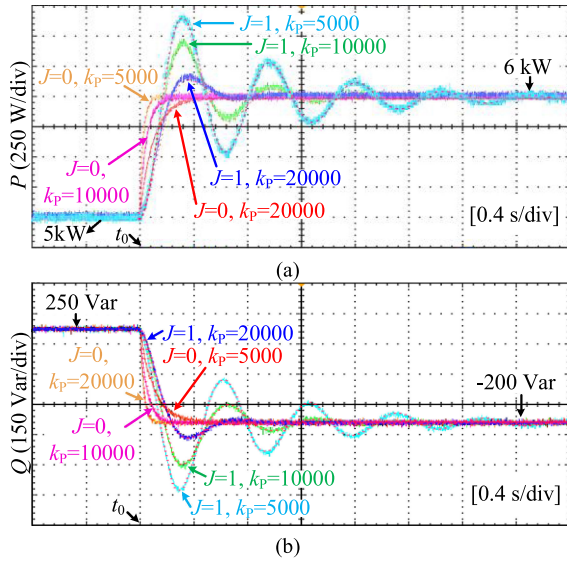 J=1, kP=5000
J=1, kP=10000
J=0, kP=5000
6 kW
P (250 W/div)
J=0,
kP=10000
J=1, kP=20000
J=0, kP=20000
5kW
t0
[0.4 s/div]
(a)
250 Var
J=1, kP=20000
J=0,
kP=20000
J=0, kP=5000
-200 Var
Q (150 Var/div)
J=0,
kP=10000
J=1, kP=10000
J=1, kP=5000
t0
[0.4 s/div]
(b)